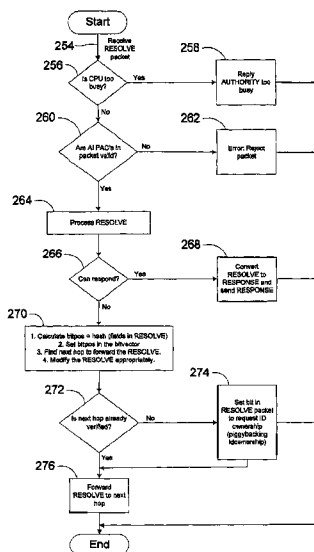 Start
254
Receive
RESOLVE
packet
256
Is CPU too
busy?
Yes
258
Reply
AUTHORITY too
busy
No
260
Are All PAC's in
packet valid?
No
262
Error: Reject
packet
Yes
264
Process RESOLVE
266
Can respond?
Yes
268
Convert
RESOLVE to
RESPONSE and
send RESPONSE
No
270
1. Calculate bitpos = hash (fields in RESOLVE)
2. Set bitpos in the bitvector
3. Find next hop to forward the RESOLVE.
4. Modify the RESOLVE appropriately.
272
Is next hop already
verified?
No
274
Set bit in
RESOLVE packet
to request ID
ownership
(piggybacking
idownership)
Yes
276
Forward
RESOLVE to next
hop
End